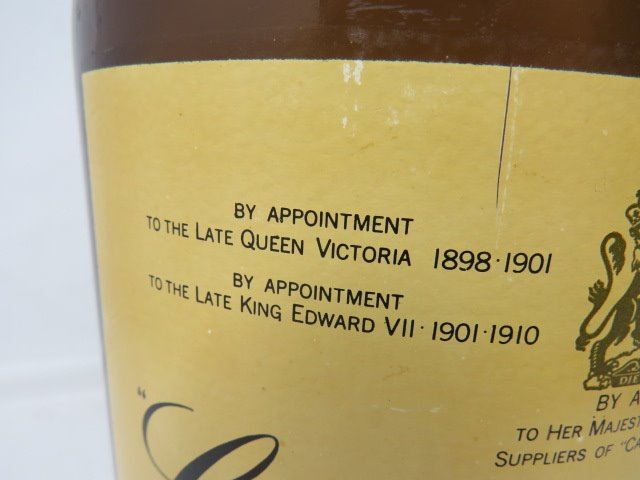 BY APPOINTMENT
TO THE LATE QUEEN VICTORIA 1898·1901
BY APPOINTMENT
TO THE LATE KING EDWARD VII·1901·1910
BY
TO HER
SUPPLIERS OF